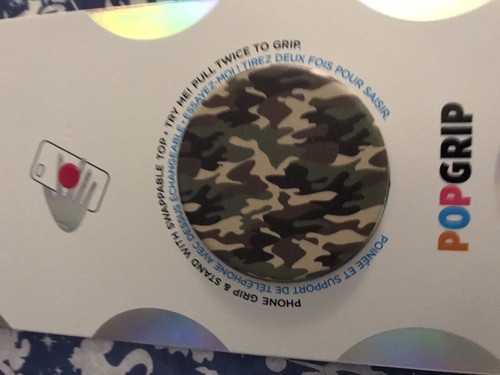 PHONE GRIP & STAND WITH SWAPPABLE TOP • TRY ME! PULL TWICE TO GRIP.
POIGNÉE ET SUPPORT DE TÉLÉPHONE AVEC DESSUS ÉCHANGEABLE • ESSAYEZ-MOI! TIREZ DEUX FOIS POUR SAISIR.
POPGRIP